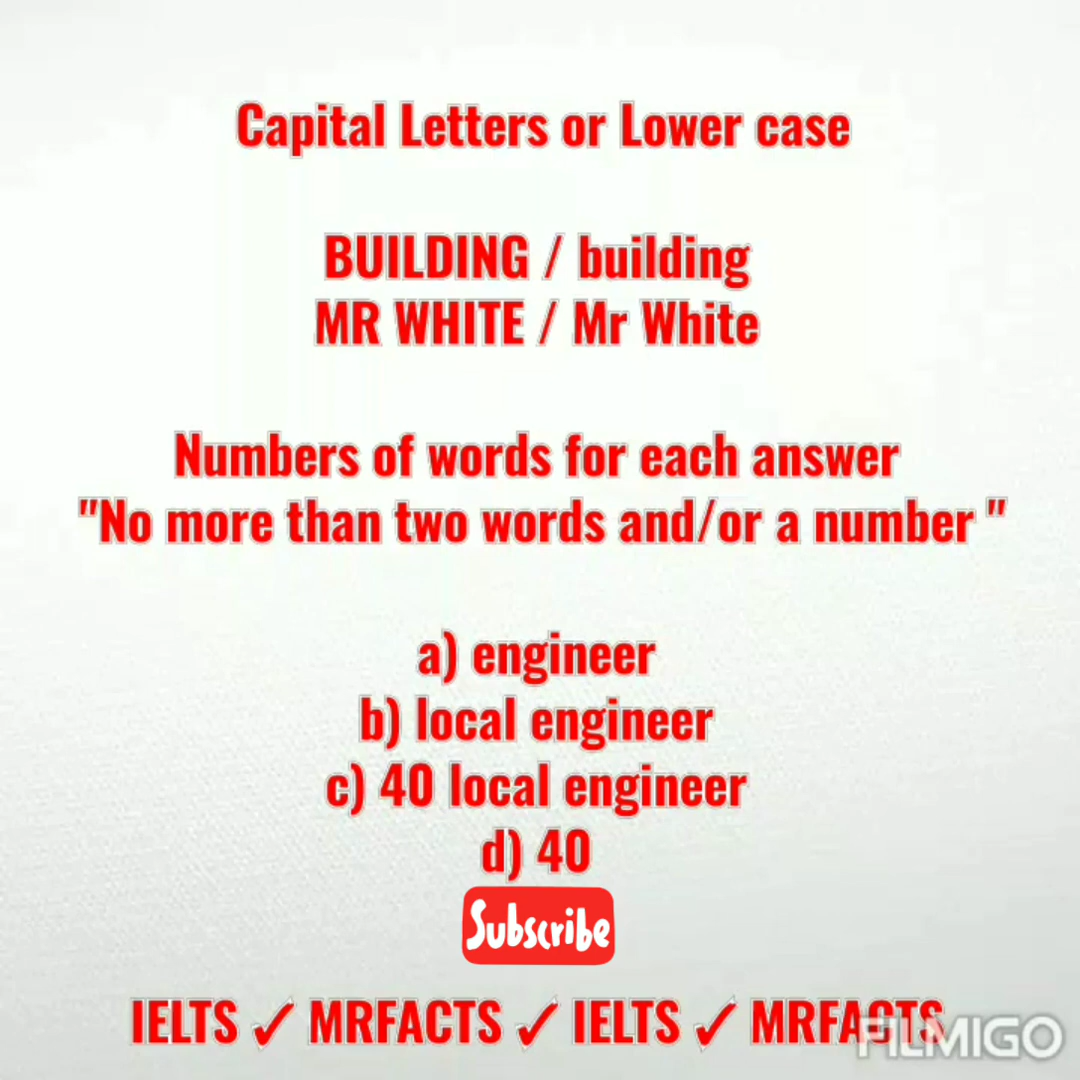 Capital Letters or Lower case
BUILDING / building
MR WHITE / Mr White
Numbers of words for each answer
"No more than two words and/or a number "
a) engineer
b) local engineer
c) 40 local engineer
d) 40
Subscribe
IELTS ✓ MRFACTS ✓ IELTS ✓ MRFACTS
FILMIGO